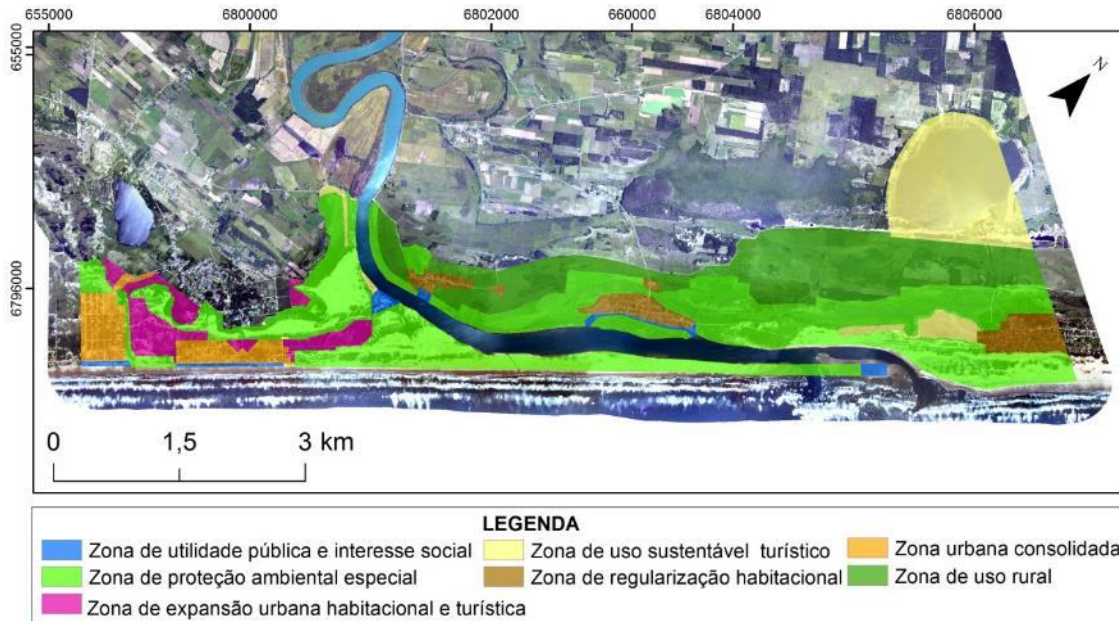 655000 6800000 6802000 660000 6804000 6806000
655000
N
6796000
0 1,5 3 km
LEGENDA
Zona de utilidade pública e interesse social Zona de uso sustentável turístico Zona urbana consolidada
Zona de proteção ambiental especial Zona de regularização habitacional Zona de uso rural
Zona de expansão urbana habitacional e turística